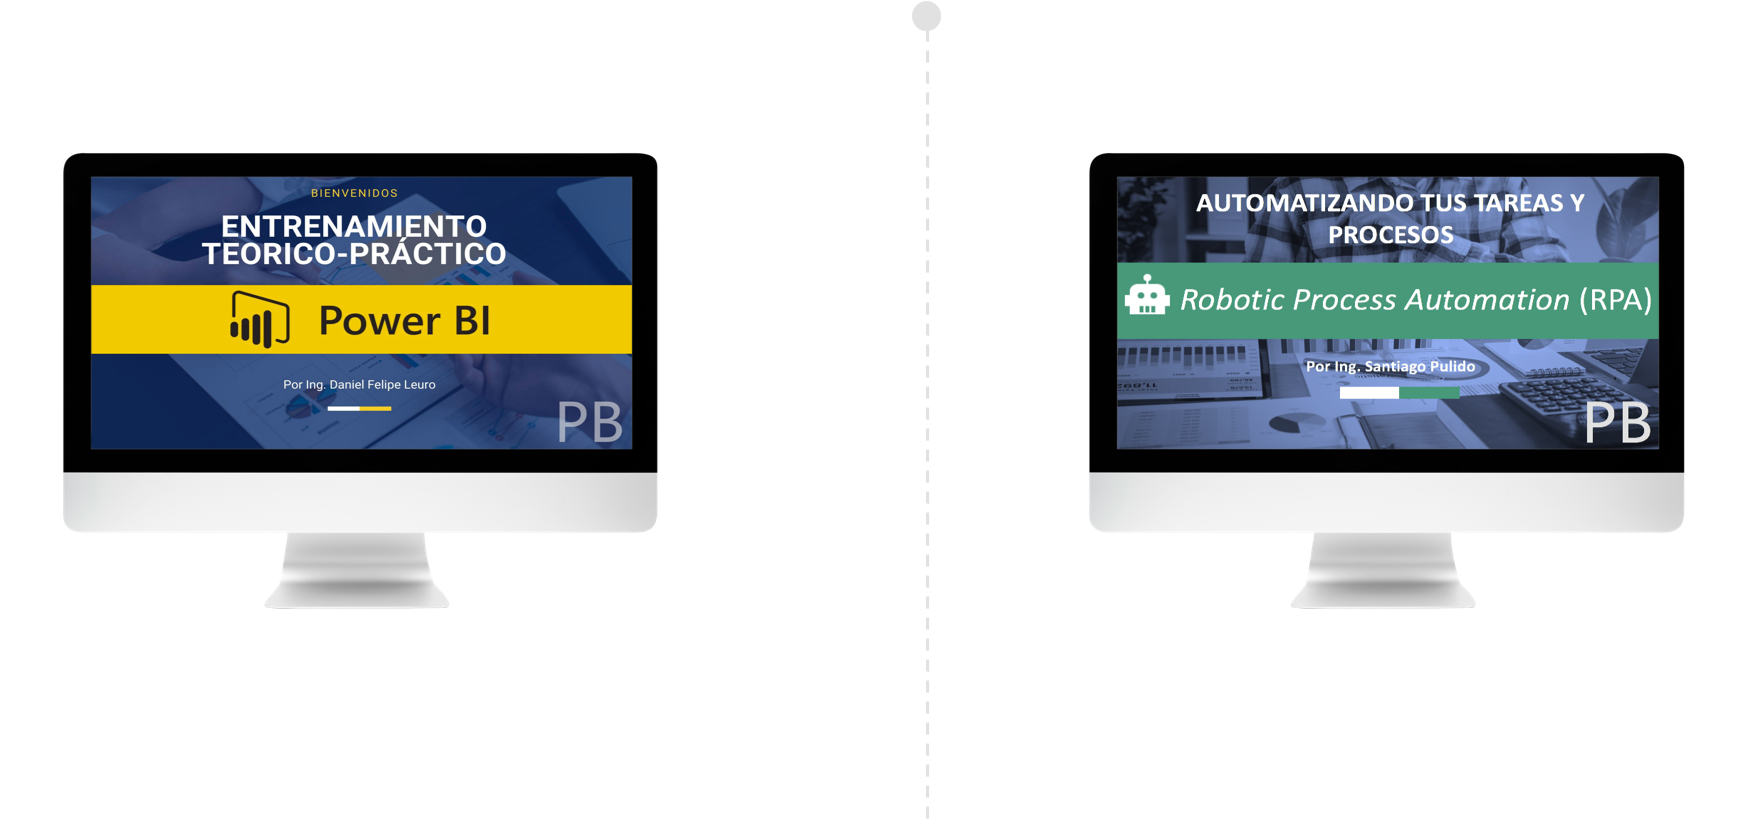 BIENVENIDOS
ENTRENAMIENTO
TEORICO-PRÁCTICO
Power BI
Por Ing. Daniel Felipe Leuro
PB
AUTOMATIZANDO TUS TAREAS Y
PROCESOS
Robotic Process Automation (RPA)
Por Ing. Santiago Pulido
PB